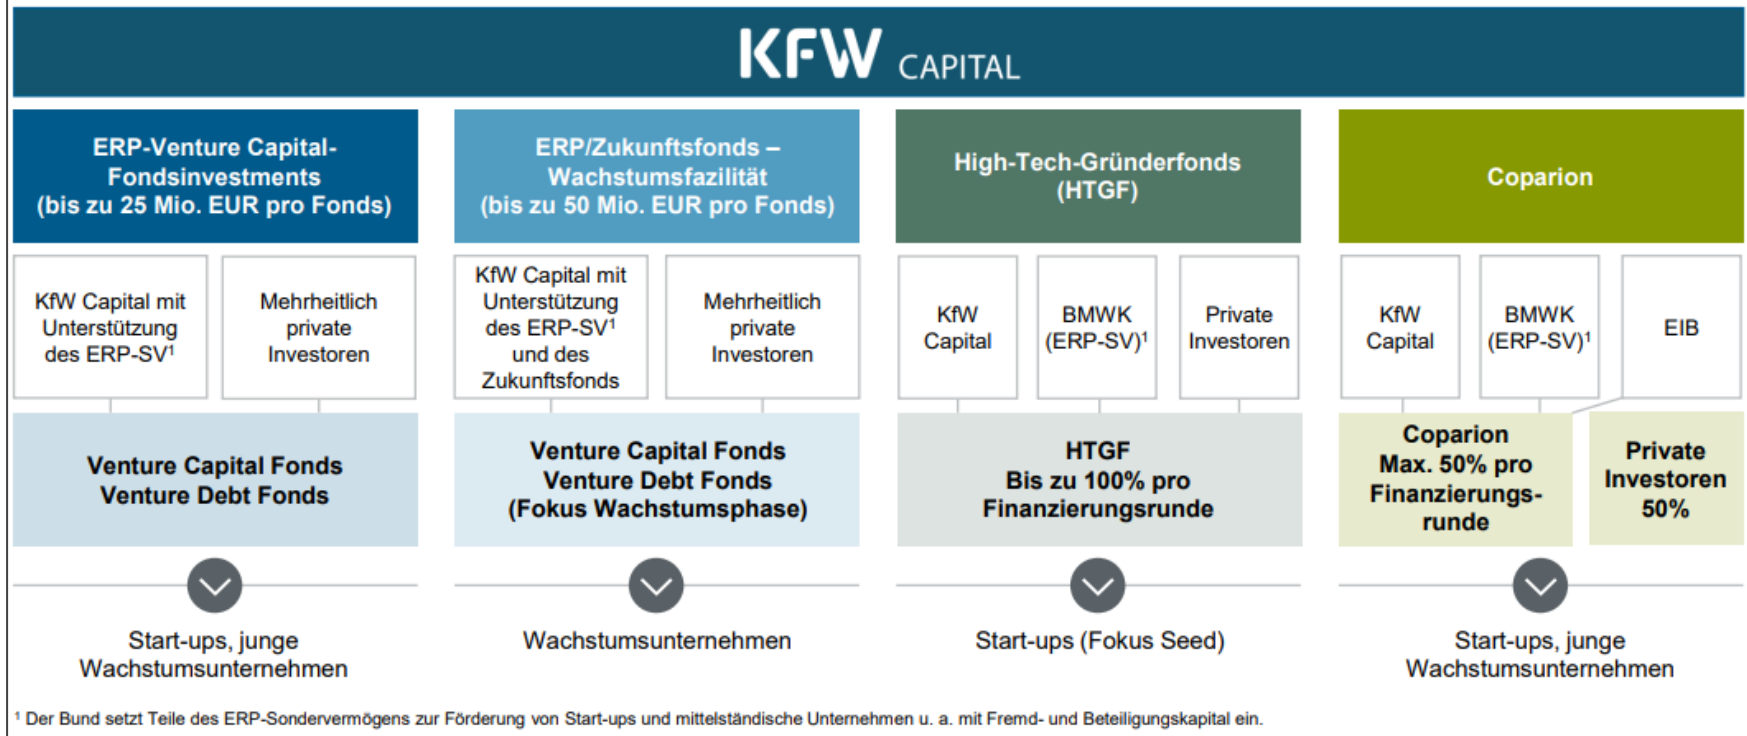 KFW CAPITAL
ERP-Venture Capital-
Fondsinvestments
(bis zu 25 Mio. EUR pro Fonds)
KfW Capital mit
Unterstützung
des ERP-SV¹
Mehrheitlich
private
Investoren
Venture Capital Fonds
Venture Debt Fonds
Start-ups, junge
Wachstumsunternehmen
ERP/Zukunftsfonds –
Wachstumsfazilität
(bis zu 50 Mio. EUR pro Fonds)
KfW Capital mit
Unterstützung
des ERP-SV¹
und des
Zukunftsfonds
Mehrheitlich
private
Investoren
Venture Capital Fonds
Venture Debt Fonds
(Fokus Wachstumsphase)
Wachstumsunternehmen
High-Tech-Gründerfonds
(HTGF)
KfW
Capital
BMWK
(ERP-SV)¹
Private
Investoren
HTGF
Bis zu 100% pro
Finanzierungsrunde
Start-ups (Fokus Seed)
Coparion
KfW
Capital
BMWK
(ERP-SV)¹
EIB
Coparion
Max. 50% pro
Finanzierungs-
runde
Private
Investoren
50%
Start-ups, junge
Wachstumsunternehmen
¹ Der Bund setzt Teile des ERP-Sondervermögens zur Förderung von Start-ups und mittelständische Unternehmen u. a. mit Fremd- und Beteiligungskapital ein.